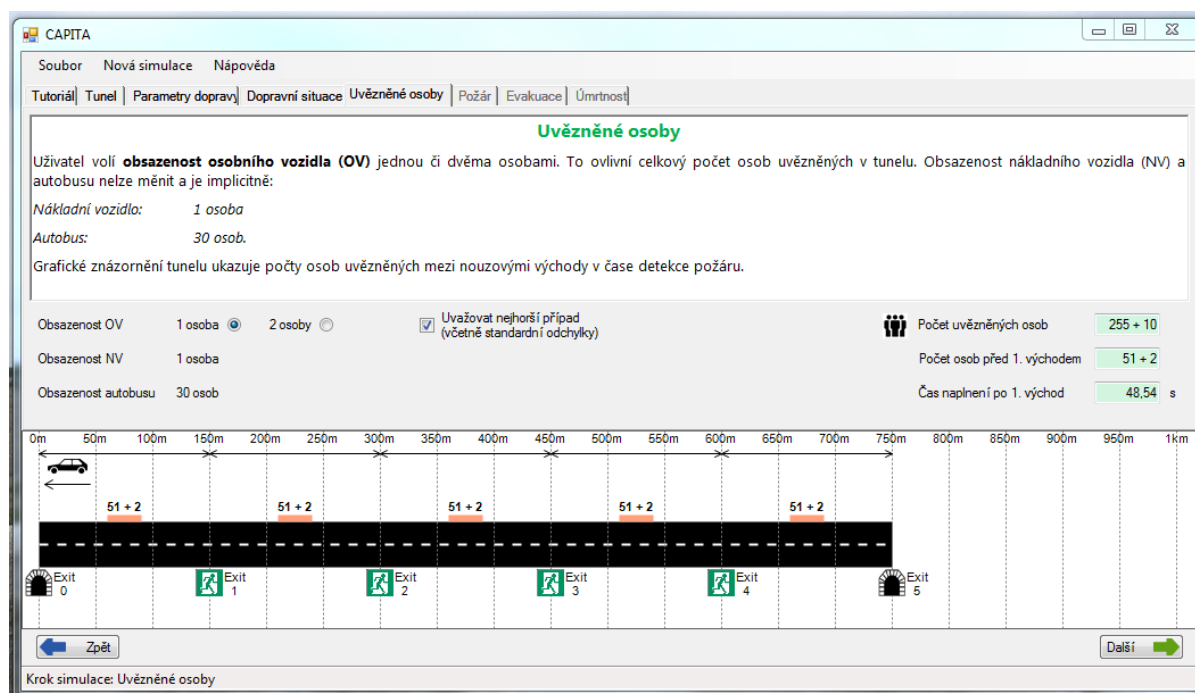 CAPITA
Soubor Nová simulace Nápověda
Tutoriál Tunel Parametry dopravy Dopravní situace Uvězněné osoby Požár Evakuace Úmrtnost
Uvězněné osoby
Uživatel volí obsazenost osobního vozidla (OV) jednou či dvěma osobami. To ovlivní celkový počet osob uvězněných v tunelu. Obsazenost nákladního vozidla (NV) a
autobusu nelze měnit a je implicitně:
Nákladní vozidlo: 1 osoba
Autobus: 30 osob.
Grafické znázornění tunelu ukazuje počty osob uvězněných mezi nouzovými východy v čase detekce požáru.
Obsazenost OV 1 osoba 2 osoby Uvažovat nejhorší případ
(včetně standardní odchylky) Počet uvězněných osob 255 + 10
Obsazenost NV 1 osoba Počet osob před 1. východem 51 + 2
Obsazenost autobusu 30 osob Čas naplnení po 1. východ 48,54 s
0m 50m 100m 150m 200m 250m 300m 350m 400m 450m 500m 550m 600m 650m 700m 750m 800m 850m 900m 950m 1km
51 + 2 51 + 2 51 + 2 51 + 2 51 + 2
Exit 0 Exit 1 Exit 2 Exit 3 Exit 4 Exit 5
Zpět Další
Krok simulace: Uvězněné osoby